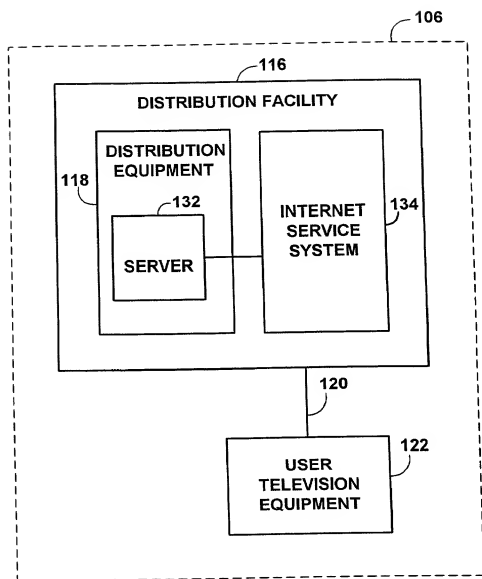 106
116
DISTRIBUTION FACILITY
DISTRIBUTION
EQUIPMENT
118
132
SERVER
INTERNET
SERVICE
SYSTEM
134
120
122
USER
TELEVISION
EQUIPMENT